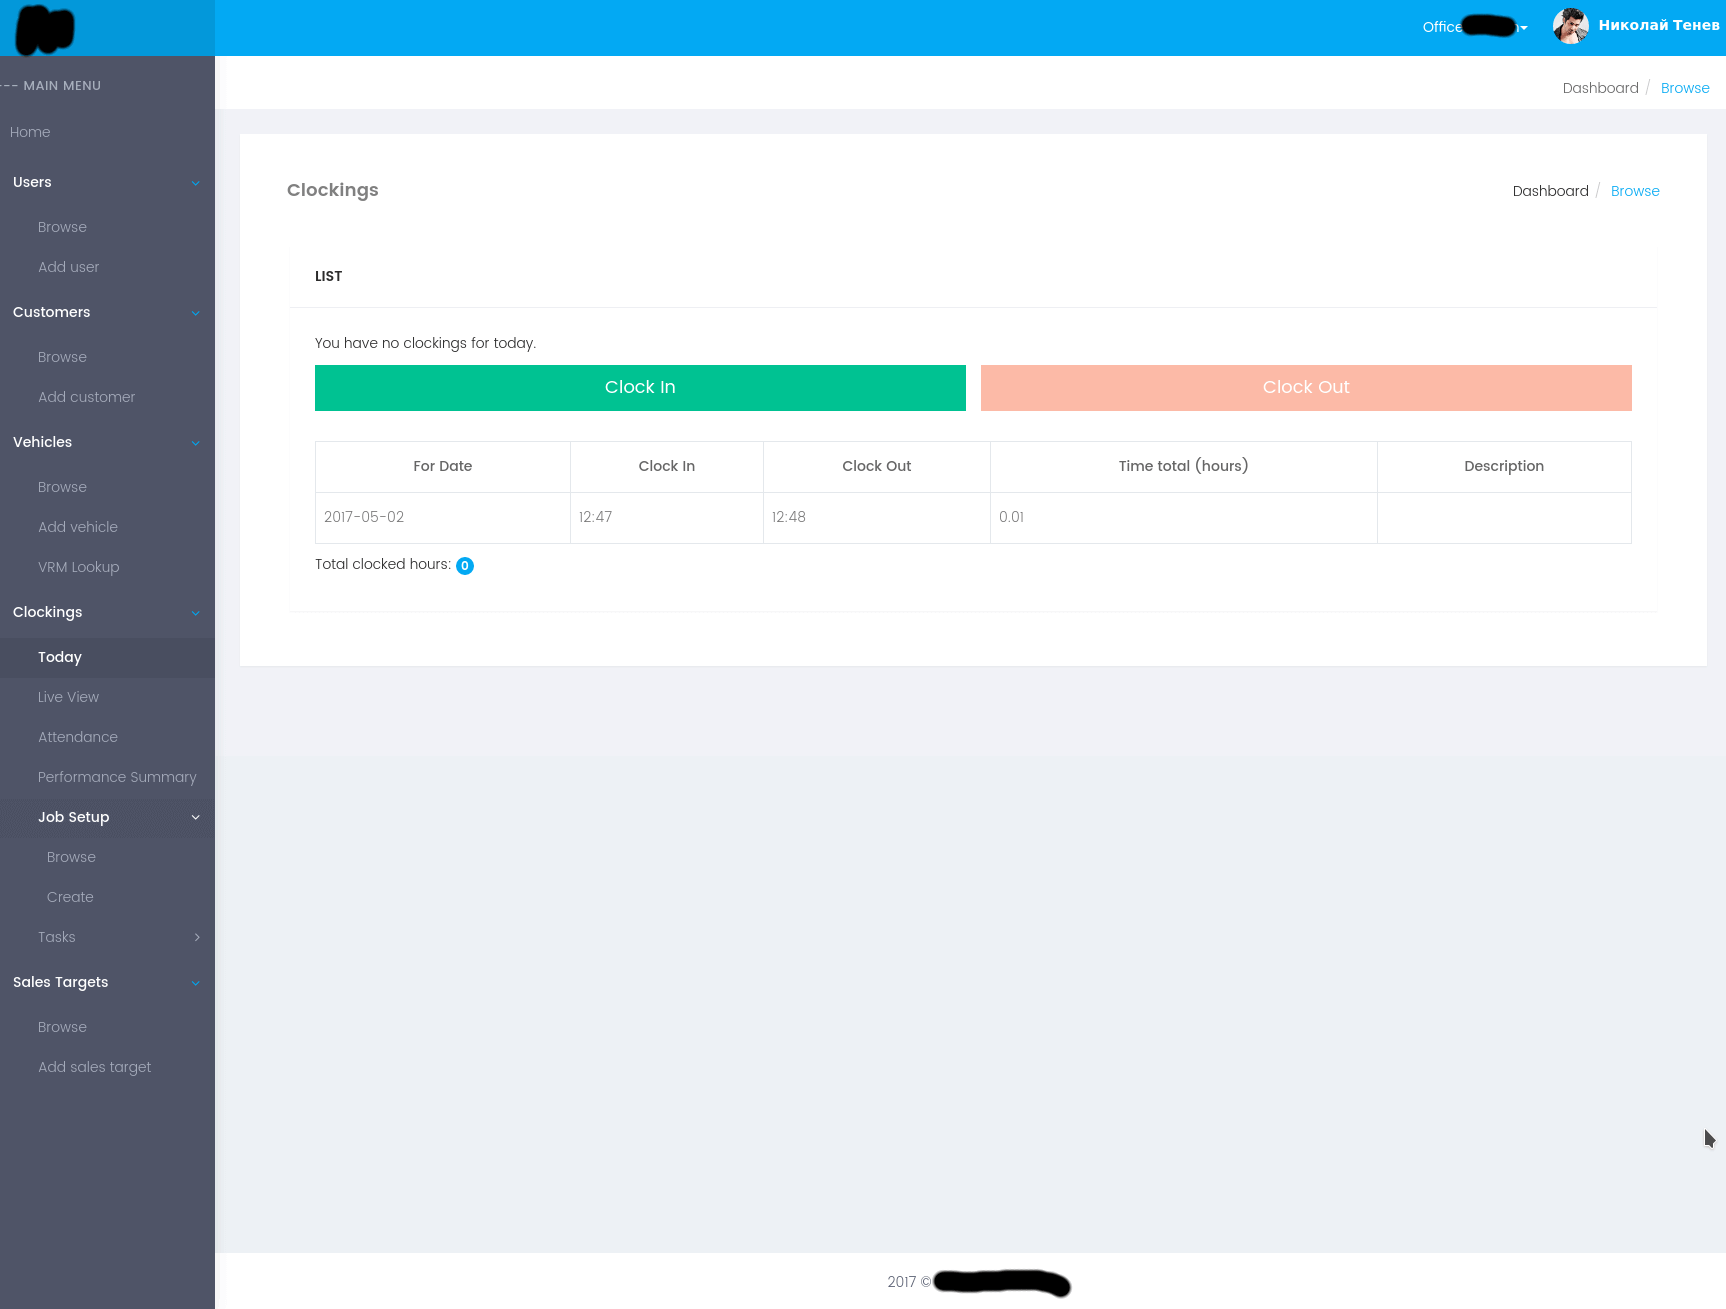 Office
Николай Тенев
--- MAIN MENU
Dashboard / Browse
Home
Users
Browse
Add user
Customers
Browse
Add customer
Vehicles
Browse
Add vehicle
VRM Lookup
Clockings
Today
Live View
Attendance
Performance Summary
Job Setup
Browse
Create
Tasks
Sales Targets
Browse
Add sales target
Clockings
Dashboard / Browse
LIST
You have no clockings for today.
Clock In Clock Out
For Date Clock In Clock Out Time total (hours) Description
2017-05-02 12:47 12:48 0.01
Total clocked hours: 0
2017 ©